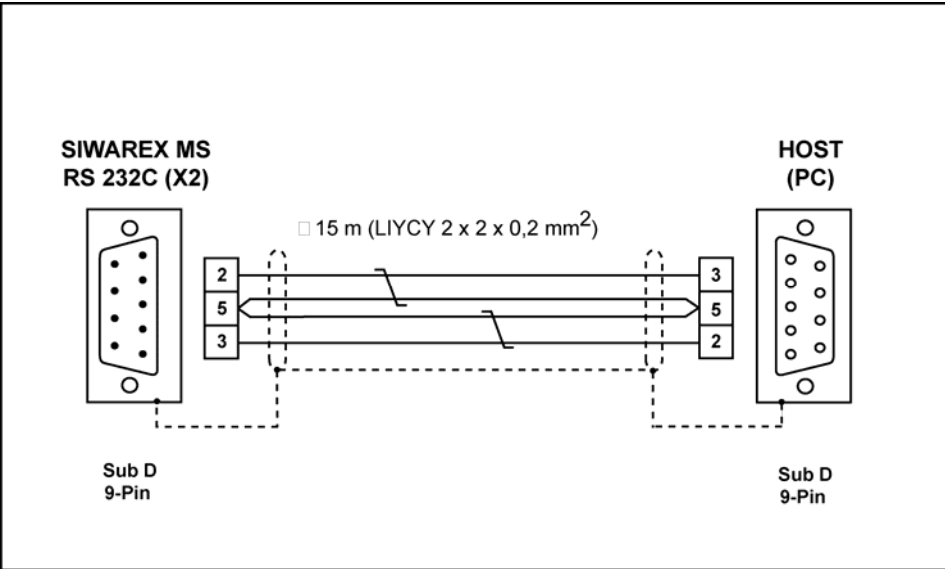 SIWAREX MS
RS 232C (X2)
HOST
(PC)
□ 15 m (LIYCY 2 x 2 x 0,2 mm²)
2
5
3
3
5
2
Sub D
9-Pin
Sub D
9-Pin